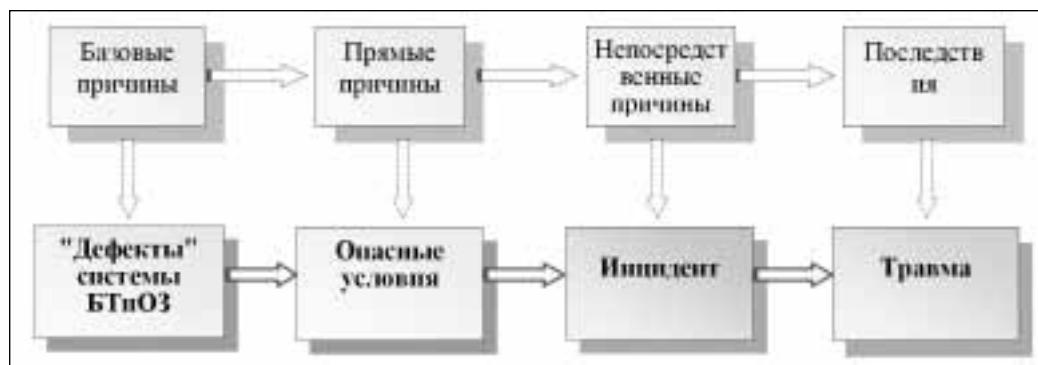 Базовые
причины
Прямые
причины
Непосредст
венные
причины
Последств
ия
"Дефекты"
системы
БТиОЗ
Опасные
условия
Инцидент
Травма